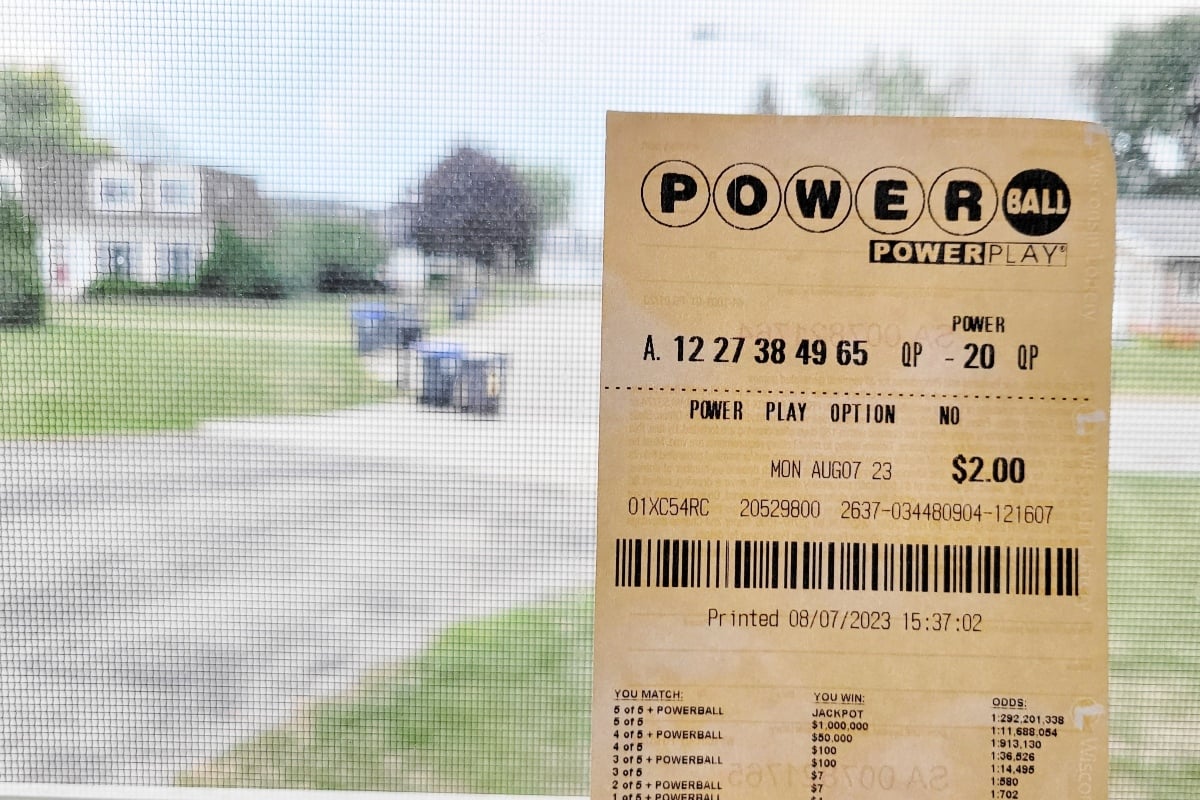 POWERBALL
POWERPLAY®
POWER
A. 12 27 38 49 65 QP - 20 QP
POWER PLAY OPTION NO
MON AUG07 23 $2.00
01XC54RC 20529800 2637-034480904-121607
Printed 08/07/2023 15:37:02
YOU MATCH: YOU WIN: ODDS:
5 of 5 + POWERBALL JACKPOT 1:292,201,338
5 of 5 $1,000,000 1:11,688,054
4 of 5 + POWERBALL $50,000 1:913,130
4 of 5 $100 1:36,526
3 of 5 + POWERBALL $100 1:14,495
3 of 5 $7 1:580
2 of 5 + POWERBALL $7 1:702
1 of 5 + POWERBALL